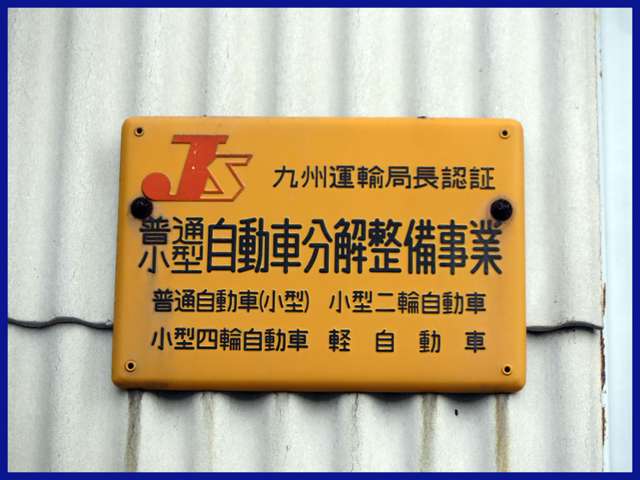 JS 九州運輸局長認証
普通
小型 自動車分解整備事業
普通自動車(小型) 小型二輪自動車
小型四輪自動車 軽自動車